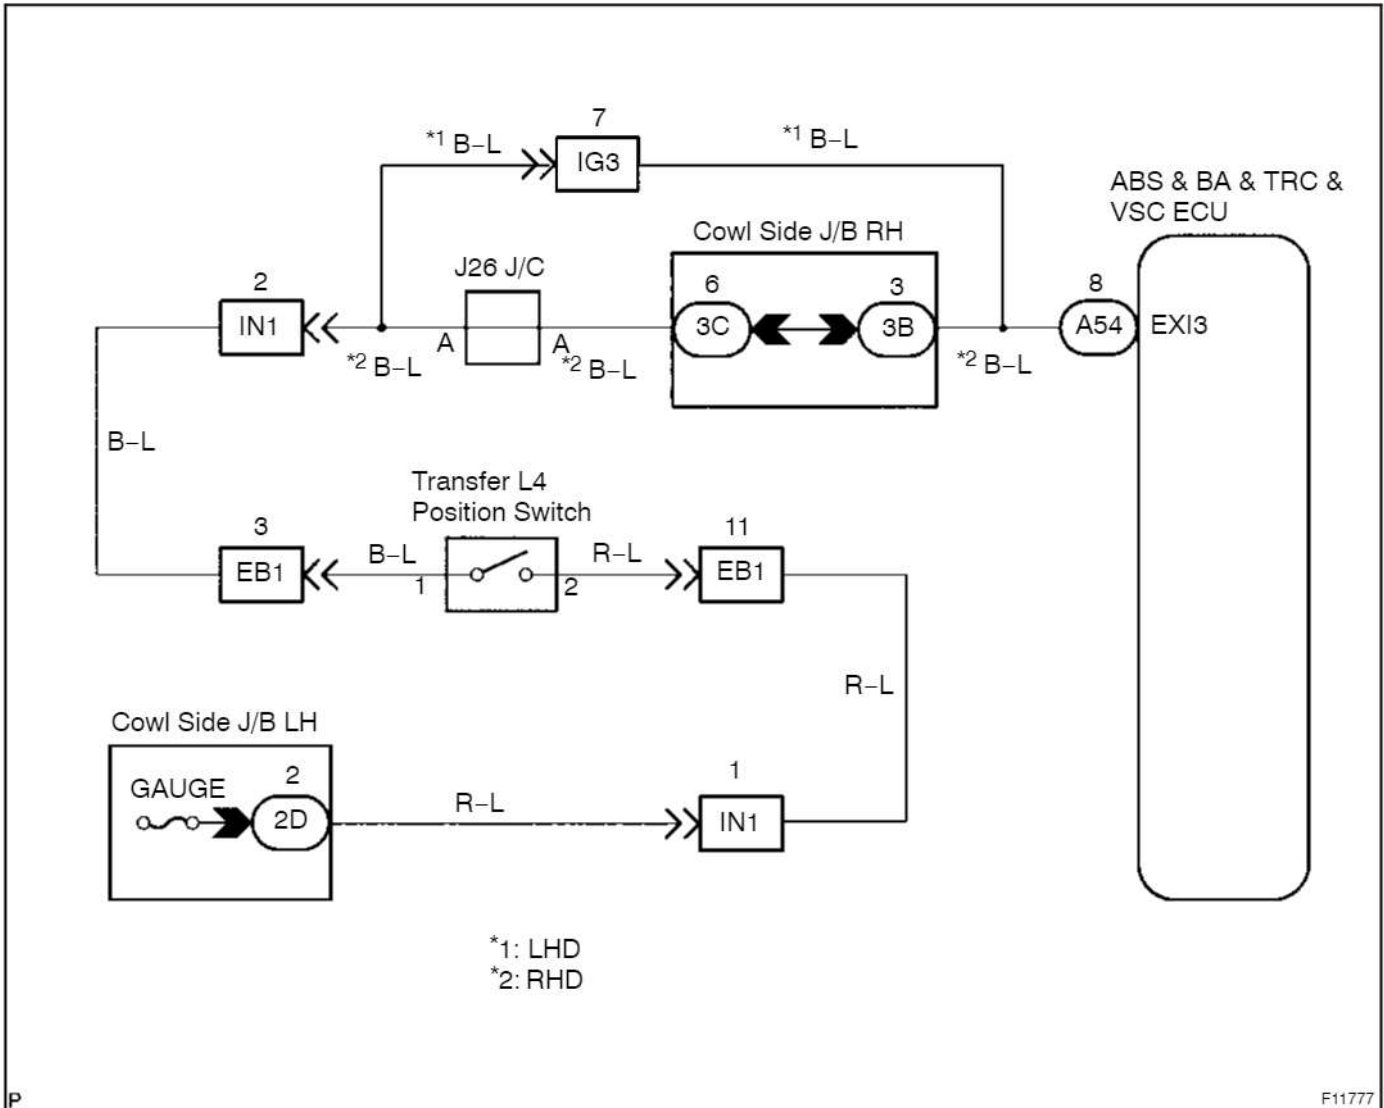 7
*1 B–L
IG3
*1 B–L
ABS & BA & TRC &
VSC ECU
Cowl Side J/B RH
J26 J/C
2
IN1
A
A
*2 B–L
*2 B–L
6
3C
3
3B
*2 B–L
8
A54
EXI3
B–L
Transfer L4
Position Switch
3
EB1
B–L
1
2
R–L
11
EB1
R–L
Cowl Side J/B LH
GAUGE
2
2D
R–L
1
IN1
*1: LHD
*2: RHD
P
F11777